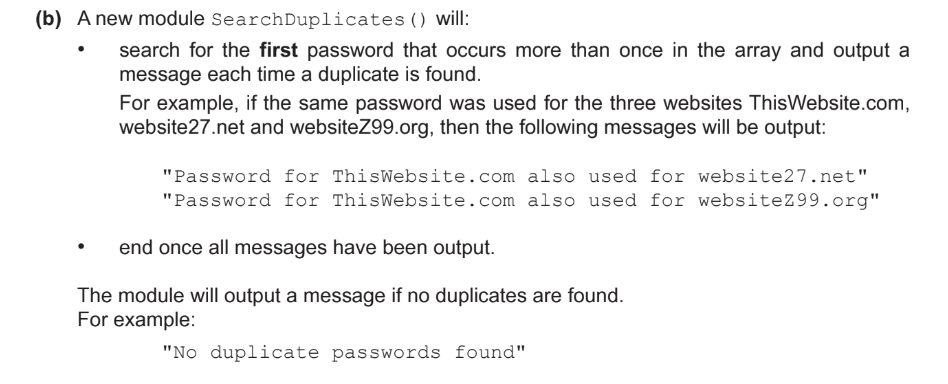 (b) A new module SearchDuplicates() will:
• search for the first password that occurs more than once in the array and output a
message each time a duplicate is found.
For example, if the same password was used for the three websites ThisWebsite.com,
website27.net and websiteZ99.org, then the following messages will be output:
"Password for ThisWebsite.com also used for website27.net"
"Password for ThisWebsite.com also used for websiteZ99.org"
• end once all messages have been output.
The module will output a message if no duplicates are found.
For example:
"No duplicate passwords found"